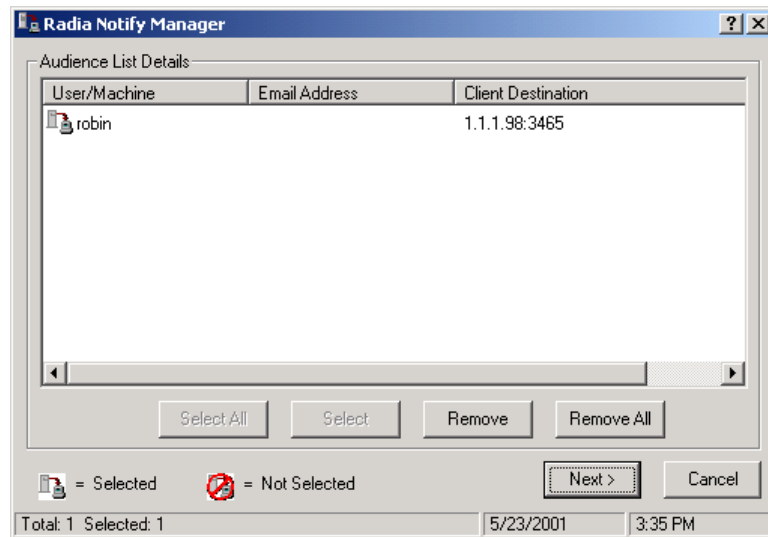 Radia Notify Manager
Audience List Details
User/Machine Email Address Client Destination
robin 1.1.1.98:3465
Select All Select Remove Remove All
= Selected = Not Selected Next > Cancel
Total: 1 Selected: 1 5/23/2001 3:35 PM